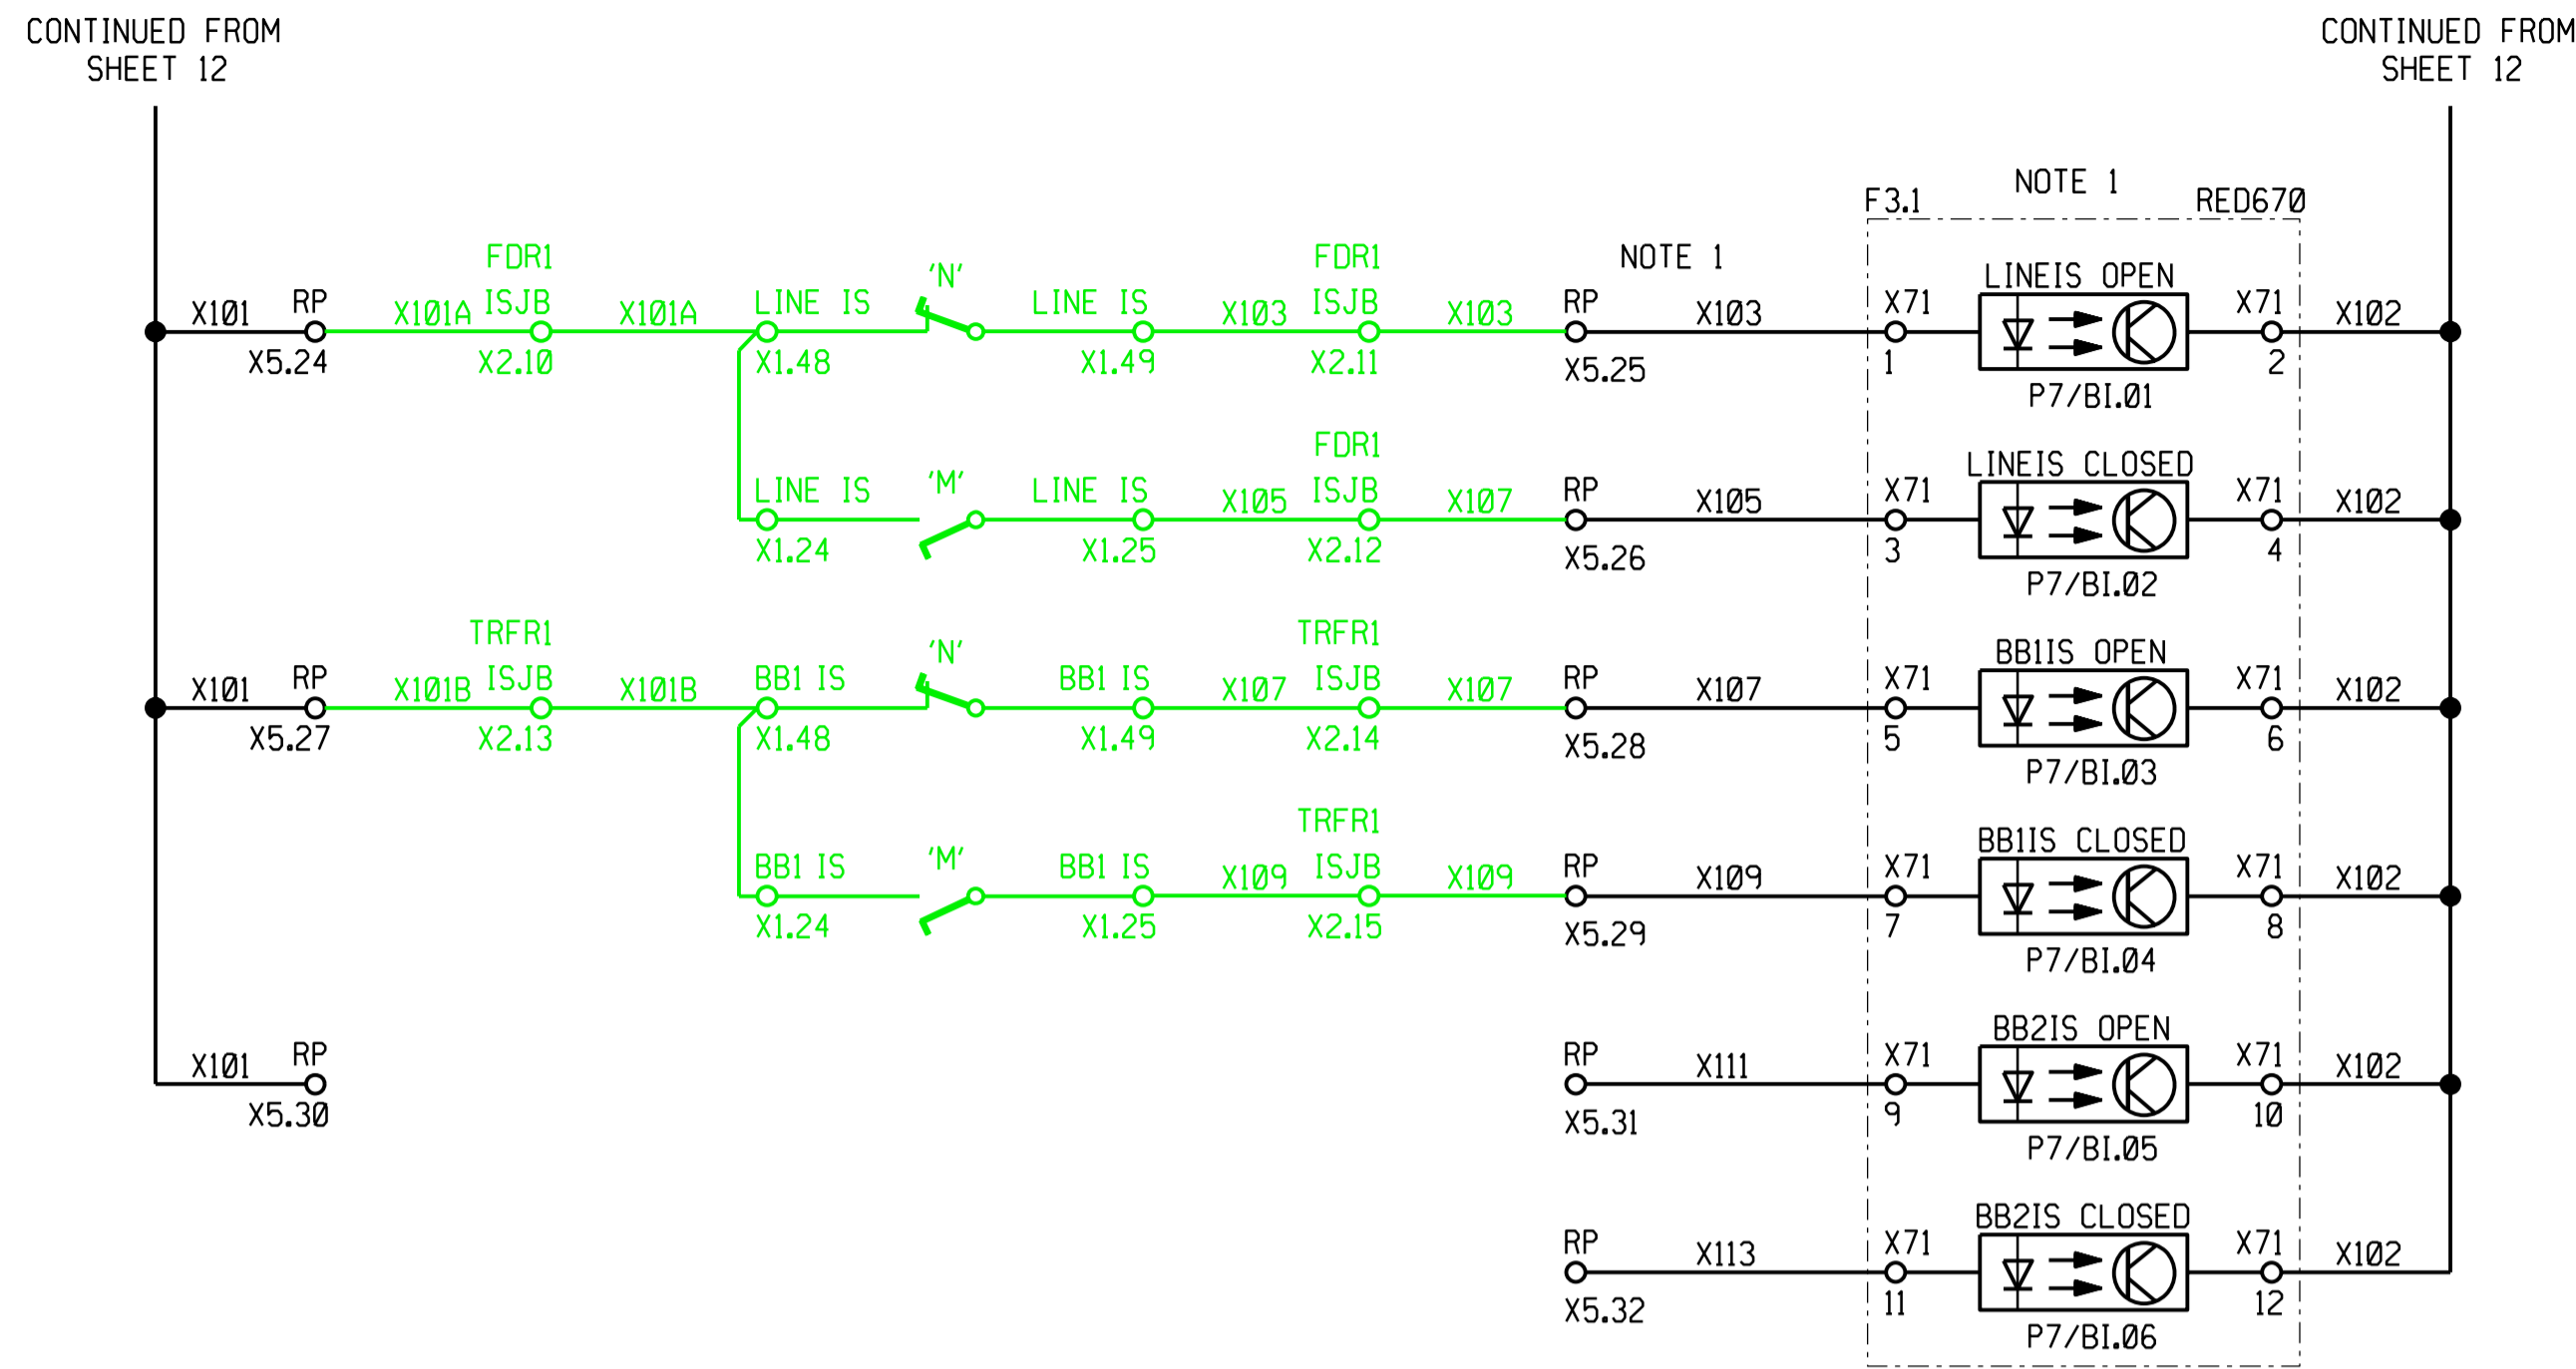 CONTINUED FROM
SHEET 12
CONTINUED FROM
SHEET 12
NOTE 1
F3.1
RED670
FDR1
'N'
FDR1
NOTE 1
LINEIS OPEN
X101
RP
X101A
ISJB
X101A
LINE IS
LINE IS
X103
ISJB
X103
RP
X103
X71
X71
X102
X5.24
X2.10
X1.48
X1.49
X2.11
X5.25
1
2
P7/BI.01
FDR1
LINEIS CLOSED
LINE IS
'M'
LINE IS
X105
ISJB
X107
RP
X105
X71
X71
X102
X1.24
X1.25
X2.12
X5.26
3
4
P7/BI.02
TRFR1
'N'
TRFR1
BB1IS OPEN
X101
RP
X101B
ISJB
X101B
BB1 IS
BB1 IS
X107
ISJB
X107
RP
X107
X71
X71
X102
X5.27
X2.13
X1.48
X1.49
X2.14
X5.28
5
6
P7/BI.03
TRFR1
BB1IS CLOSED
BB1 IS
'M'
BB1 IS
X109
ISJB
X109
RP
X109
X71
X71
X102
X1.24
X1.25
X2.15
X5.29
7
8
P7/BI.04
BB2IS OPEN
X101
RP
RP
X111
X71
X71
X102
X5.30
X5.31
9
10
P7/BI.05
BB2IS CLOSED
RP
X113
X71
X71
X102
X5.32
11
12
P7/BI.06